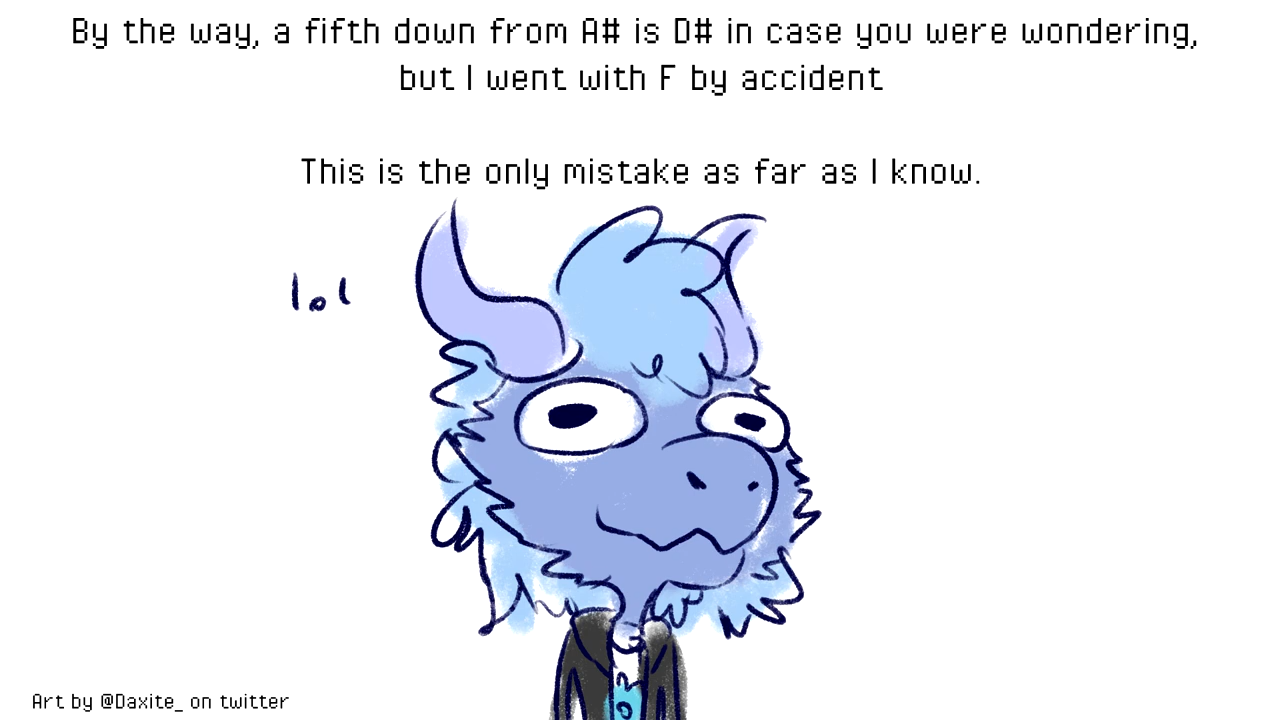 By the way, a fifth down from A# is D# in case you were wondering,
but I went with F by accident
This is the only mistake as far as I know.
lol
Art by @Daxite_ on twitter